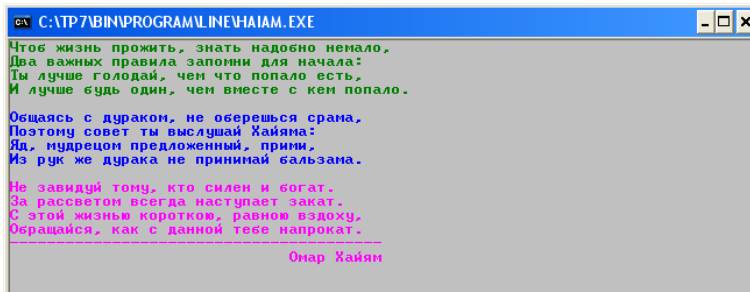 C:\TP7\BIN\PROGRAM\LINE\HAIAM.EXE
Чтоб жизнь прожить, знать надобно немало,
Два важных правила запомни для начала:
Ты лучше голодай, чем что попало есть,
И лучше будь один, чем вместе с кем попало.
Общаясь с дураком, не оберешься срама,
Поэтому совет ты выслушай Хайяма:
Яд, мудрецом предложенный, прими,
Из рук же дурака не принимай бальзама.
Не завидуй тому, кто силен и богат.
За рассветом всегда наступает закат.
С этой жизнью короткою, равною вздоху,
Обращайся, как с данной тебе напрокат.
----------------------------------------
Омар Хайям